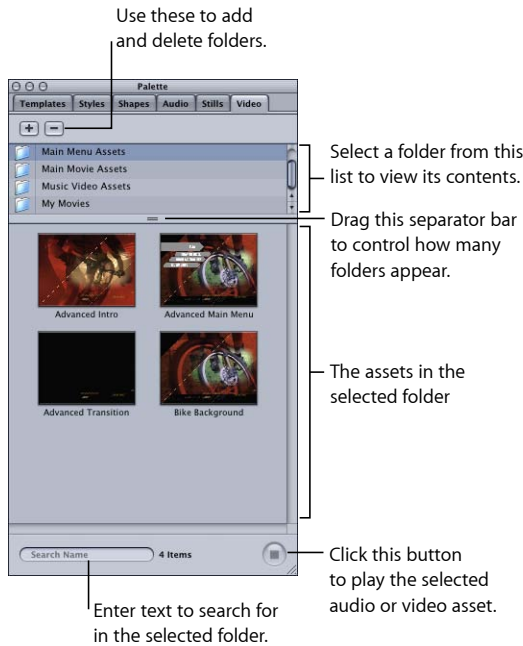 Use these to add
and delete folders.
Palette
Templates Styles Shapes Audio Stills Video
Main Menu Assets
Main Movie Assets
Music Video Assets
My Movies
Select a folder from this
list to view its contents.
Drag this separator bar
to control how many
folders appear.
Advanced Intro Advanced Main Menu
Advanced Transition Bike Background
The assets in the
selected folder
Search Name 4 Items
Click this button
to play the selected
audio or video asset.
Enter text to search for
in the selected folder.